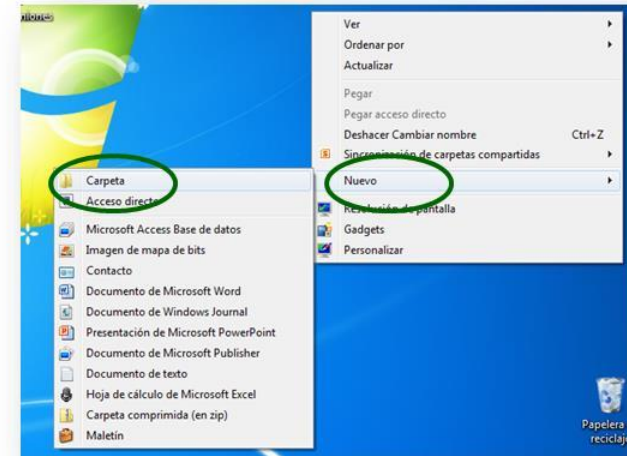 niones
Ver
Ordenar por
Actualizar
Pegar
Pegar acceso directo
Deshacer Cambiar nombre Ctrl+Z
Sincronización de carpetas compartidas
Nuevo
Resolución de pantalla
Gadgets
Personalizar
Carpeta
Acceso directo
Microsoft Access Base de datos
Imagen de mapa de bits
Contacto
Documento de Microsoft Word
Documento de Windows Journal
Presentación de Microsoft PowerPoint
Documento de Microsoft Publisher
Documento de texto
Hoja de cálculo de Microsoft Excel
Carpeta comprimida (en zip)
Maletín
Papelera
reciclaje